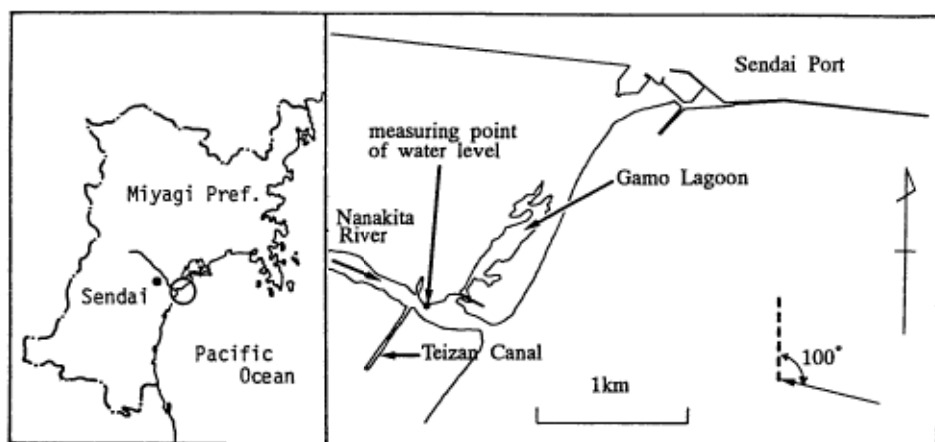 Miyagi Pref.
Sendai
Pacific
Ocean
Sendai Port
measuring point
of water level
Gamo Lagoon
Nanakita
River
Teizan Canal
1km
100°